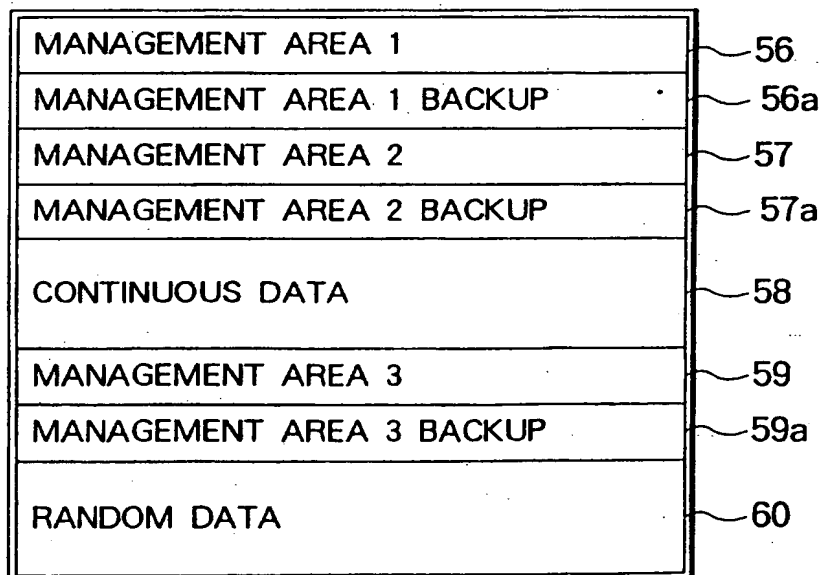 MANAGEMENT AREA 1 56
MANAGEMENT AREA 1 BACKUP 56a
MANAGEMENT AREA 2 57
MANAGEMENT AREA 2 BACKUP 57a
CONTINUOUS DATA 58
MANAGEMENT AREA 3 59
MANAGEMENT AREA 3 BACKUP 59a
RANDOM DATA 60